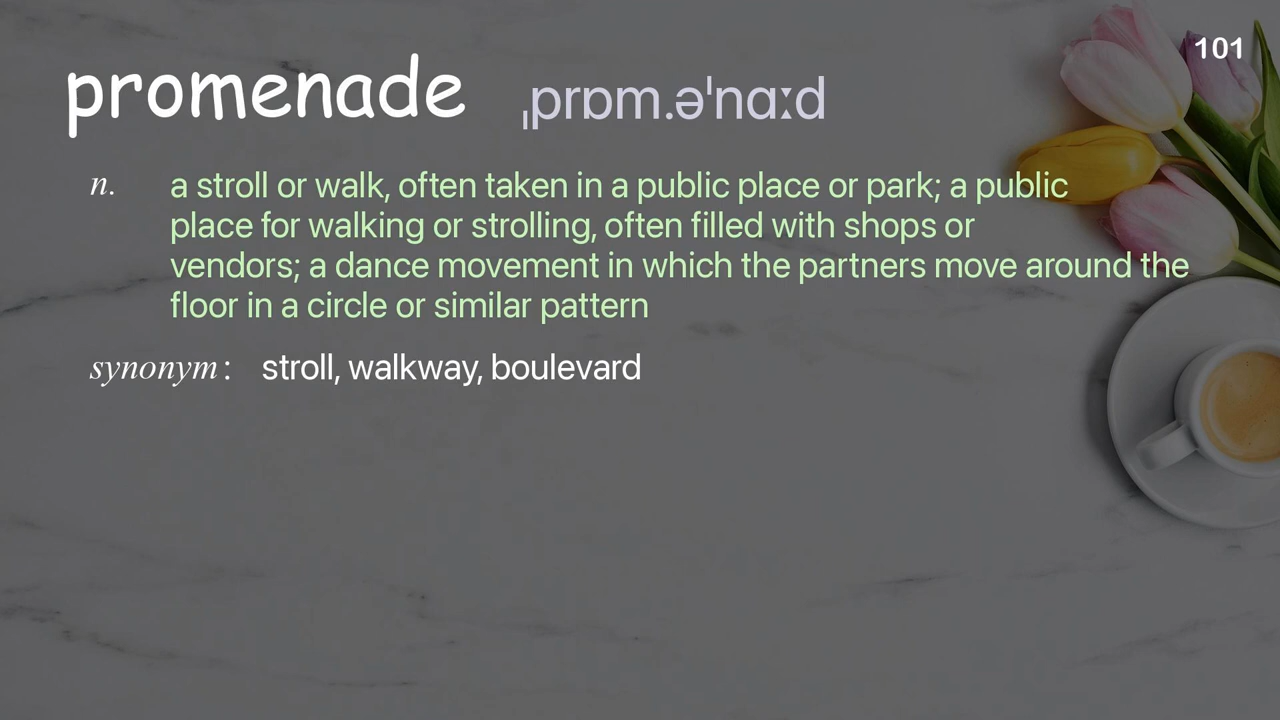 101
promenade ˌprɒm.əˈnɑːd
n. a stroll or walk, often taken in a public place or park; a public
place for walking or strolling, often filled with shops or
vendors; a dance movement in which the partners move around the
floor in a circle or similar pattern
synonym: stroll, walkway, boulevard